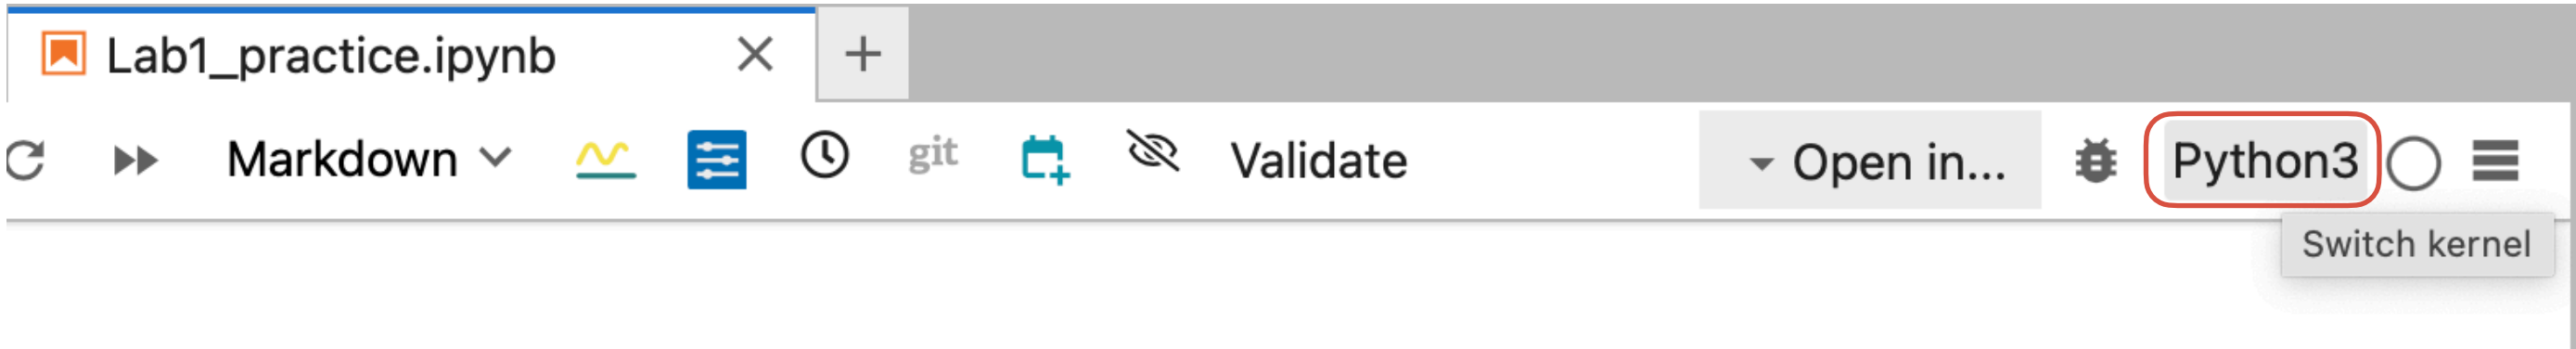 Lab1_practice.ipynb
Markdown git Validate Open in... Python3
Switch kernel